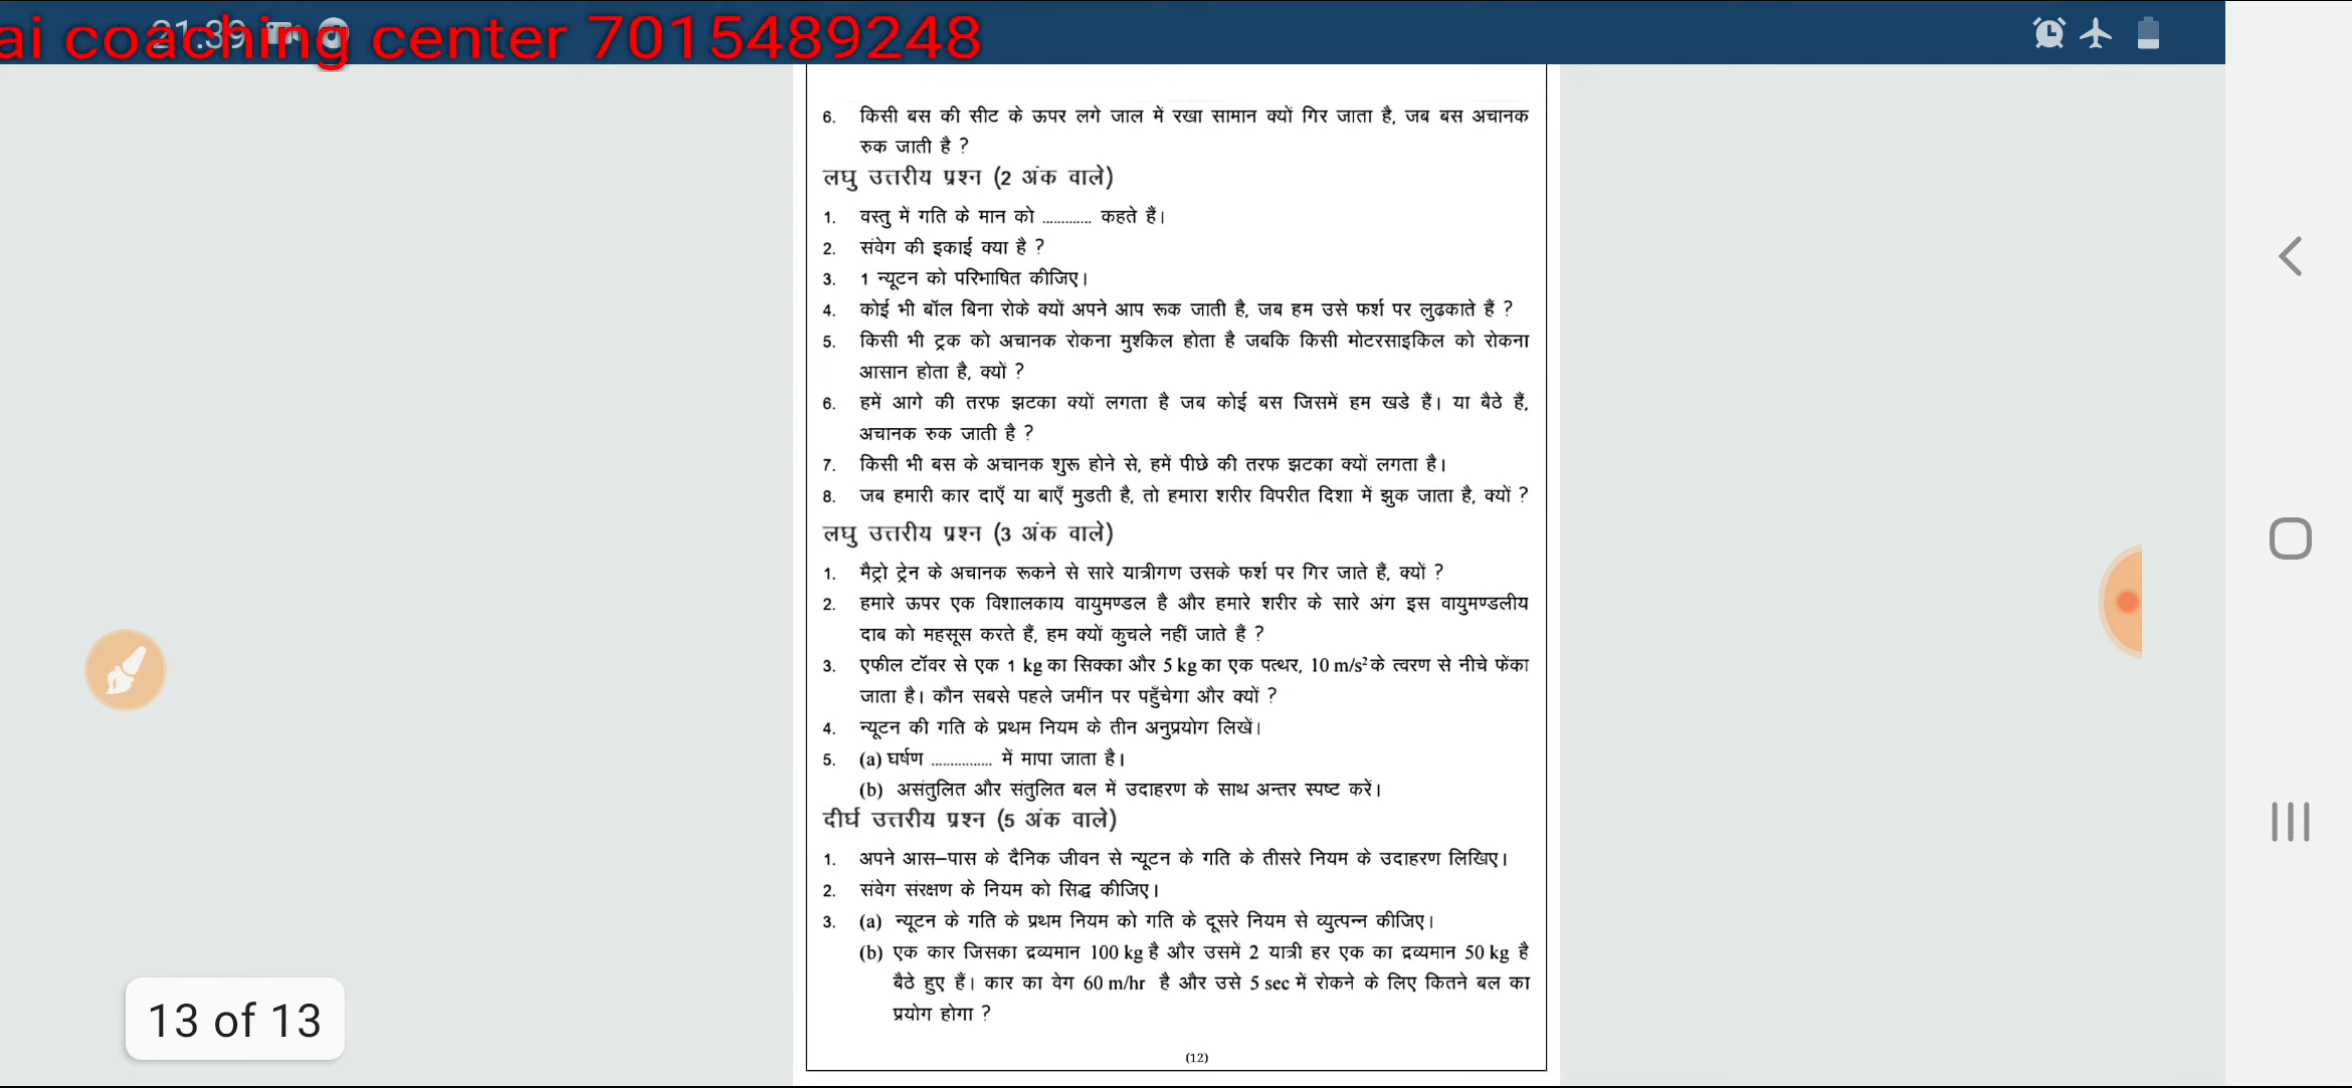 21:39
ai coaching center 7015489248
6. किसी बस की सीट के ऊपर लगे जाल में रखा सामान क्यों गिर जाता है, जब बस अचानक
रुक जाती है ?
लघु उत्तरीय प्रश्न (2 अंक वाले)
1. वस्तु में गति के मान को ............ कहते हैं।
2. संवेग की इकाई क्या है ?
3. 1 न्यूटन को परिभाषित कीजिए।
4. कोई भी बॉल बिना रोके क्यों अपने आप रूक जाती है, जब हम उसे फर्श पर लुढकाते हैं ?
5. किसी भी ट्रक को अचानक रोकना मुश्किल होता है जबकि किसी मोटरसाइकिल को रोकना
आसान होता है, क्यों ?
6. हमें आगे की तरफ झटका क्यों लगता है जब कोई बस जिसमें हम खडे हैं। या बैठे हैं,
अचानक रुक जाती है ?
7. किसी भी बस के अचानक शुरू होने से, हमें पीछे की तरफ झटका क्यों लगता है।
8. जब हमारी कार दाएँ या बाएँ मुडती है, तो हमारा शरीर विपरीत दिशा में झुक जाता है, क्यों ?
लघु उत्तरीय प्रश्न (3 अंक वाले)
1. मैट्रो ट्रेन के अचानक रूकने से सारे यात्रीगण उसके फर्श पर गिर जाते हैं, क्यों ?
2. हमारे ऊपर एक विशालकाय वायुमण्डल है और हमारे शरीर के सारे अंग इस वायुमण्डलीय
दाब को महसूस करते हैं, हम क्यों कुचले नहीं जाते हैं ?
3. एफील टॉवर से एक 1 kg का सिक्का और 5 kg का एक पत्थर, 10 m/s² के त्वरण से नीचे फेंका
जाता है। कौन सबसे पहले जमींन पर पहुँचेगा और क्यों ?
4. न्यूटन की गति के प्रथम नियम के तीन अनुप्रयोग लिखें।
5. (a) घर्षण ............... में मापा जाता है।
(b) असंतुलित और संतुलित बल में उदाहरण के साथ अन्तर स्पष्ट करें।
दीर्घ उत्तरीय प्रश्न (5 अंक वाले)
1. अपने आस–पास के दैनिक जीवन से न्यूटन के गति के तीसरे नियम के उदाहरण लिखिए।
2. संवेग संरक्षण के नियम को सिद्ध कीजिए।
3. (a) न्यूटन के गति के प्रथम नियम को गति के दूसरे नियम से व्युत्पन्न कीजिए।
(b) एक कार जिसका द्रव्यमान 100 kg है और उसमें 2 यात्री हर एक का द्रव्यमान 50 kg है
बैठे हुए हैं। कार का वेग 60 m/hr है और उसे 5 sec में रोकने के लिए कितने बल का
प्रयोग होगा ?
13 of 13
(12)